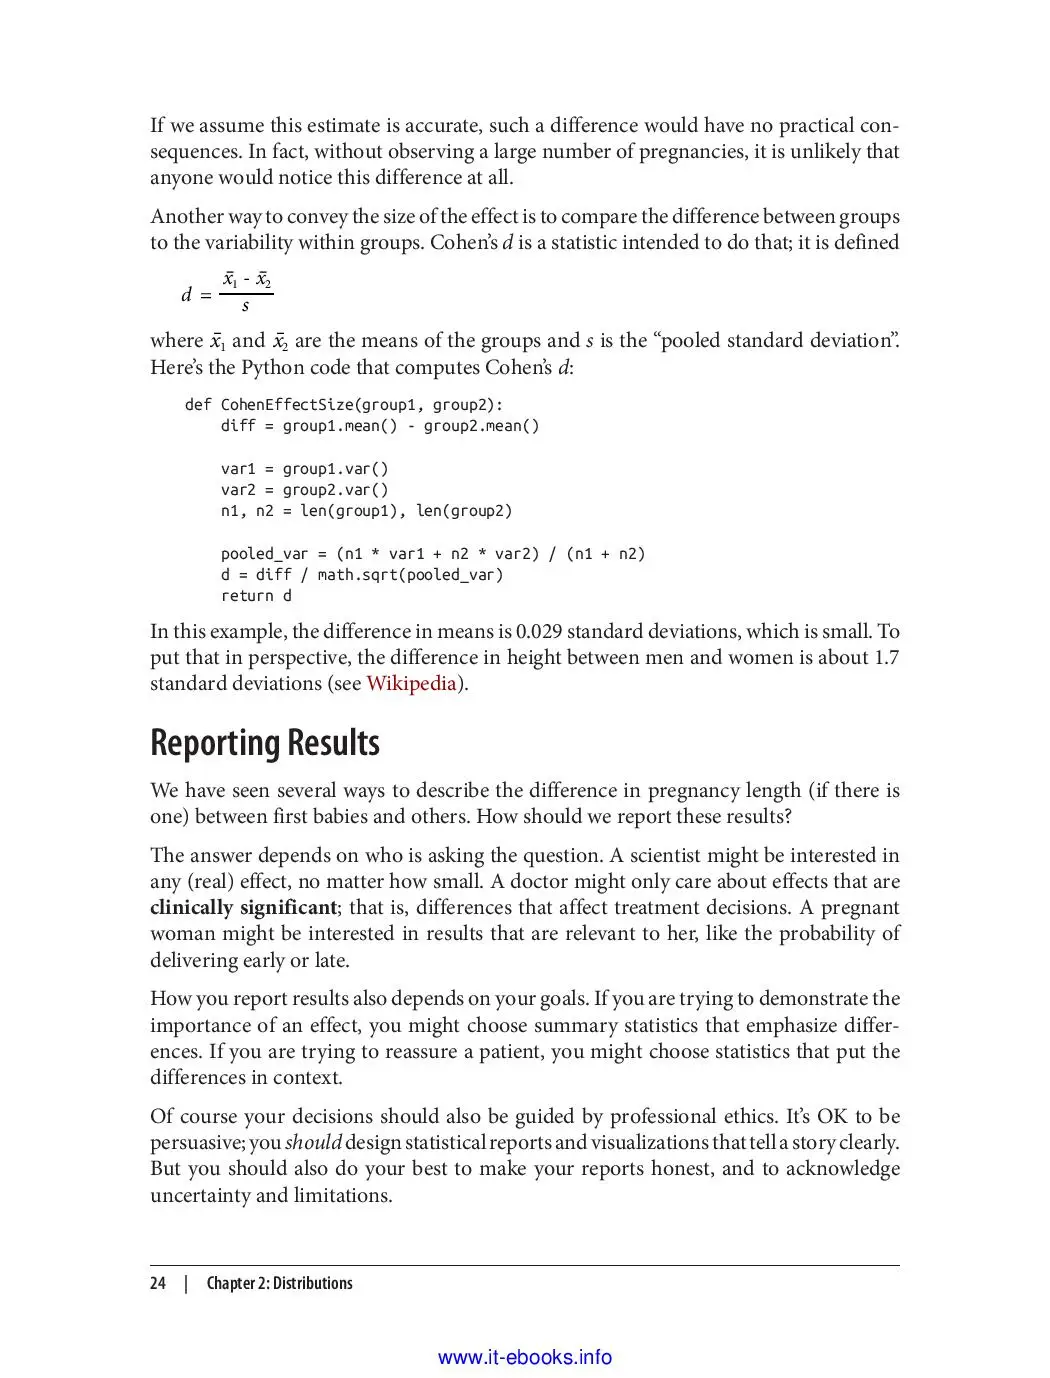 If we assume this estimate is accurate, such a difference would have no practical con-
sequences. In fact, without observing a large number of pregnancies, it is unlikely that
anyone would notice this difference at all.
Another way to convey the size of the effect is to compare the difference between groups
to the variability within groups. Cohen’s d is a statistic intended to do that; it is defined
d = x̄₁ - x̄₂
s
where x̄₁ and x̄₂ are the means of the groups and s is the “pooled standard deviation”.
Here’s the Python code that computes Cohen’s d:
def CohenEffectSize(group1, group2):
    diff = group1.mean() - group2.mean()
    var1 = group1.var()
    var2 = group2.var()
    n1, n2 = len(group1), len(group2)
    pooled_var = (n1 * var1 + n2 * var2) / (n1 + n2)
    d = diff / math.sqrt(pooled_var)
    return d
In this example, the difference in means is 0.029 standard deviations, which is small. To
put that in perspective, the difference in height between men and women is about 1.7
standard deviations (see Wikipedia).
Reporting Results
We have seen several ways to describe the difference in pregnancy length (if there is
one) between first babies and others. How should we report these results?
The answer depends on who is asking the question. A scientist might be interested in
any (real) effect, no matter how small. A doctor might only care about effects that are
clinically significant; that is, differences that affect treatment decisions. A pregnant
woman might be interested in results that are relevant to her, like the probability of
delivering early or late.
How you report results also depends on your goals. If you are trying to demonstrate the
importance of an effect, you might choose summary statistics that emphasize differ-
ences. If you are trying to reassure a patient, you might choose statistics that put the
differences in context.
Of course your decisions should also be guided by professional ethics. It’s OK to be
persuasive; you should design statistical reports and visualizations that tell a story clearly.
But you should also do your best to make your reports honest, and to acknowledge
uncertainty and limitations.
24 | Chapter 2: Distributions
www.it-ebooks.info